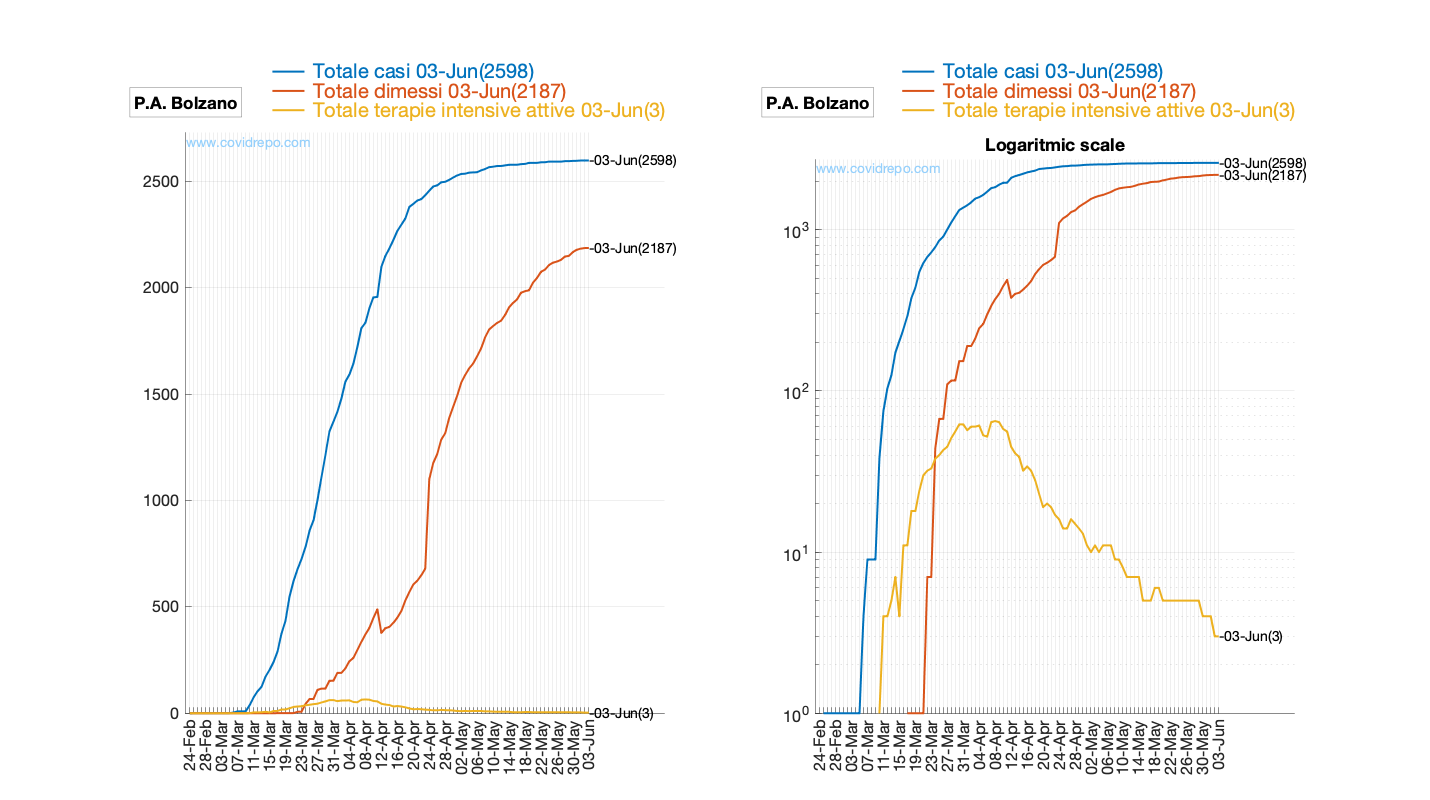 Totale casi 03-Jun(2598)
Totale dimessi 03-Jun(2187)
Totale terapie intensive attive 03-Jun(3)
P.A. Bolzano
www.covidrepo.com
2500
2000
1500
1000
500
0
-03-Jun(2598)
-03-Jun(2187)
-03-Jun(3)
24-Feb
28-Feb
03-Mar
07-Mar
11-Mar
15-Mar
19-Mar
23-Mar
27-Mar
31-Mar
04-Apr
08-Apr
12-Apr
16-Apr
20-Apr
24-Apr
28-Apr
02-May
06-May
10-May
14-May
18-May
22-May
26-May
30-May
03-Jun
Totale casi 03-Jun(2598)
Totale dimessi 03-Jun(2187)
Totale terapie intensive attive 03-Jun(3)
P.A. Bolzano
Logaritmic scale
www.covidrepo.com
10^3
10^2
10^1
10^0
-03-Jun(2598)
-03-Jun(2187)
-03-Jun(3)
24-Feb
28-Feb
03-Mar
07-Mar
11-Mar
15-Mar
19-Mar
23-Mar
27-Mar
31-Mar
04-Apr
08-Apr
12-Apr
16-Apr
20-Apr
24-Apr
28-Apr
02-May
06-May
10-May
14-May
18-May
22-May
26-May
30-May
03-Jun